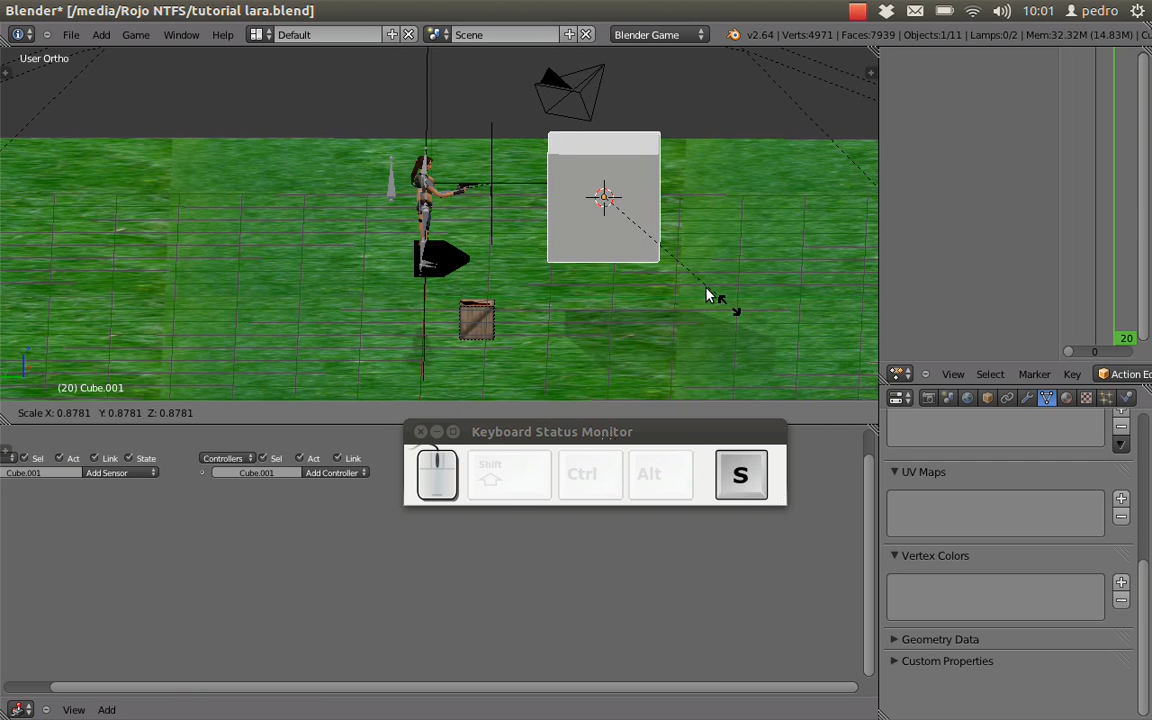 Blender* [/media/Rojo NTFS/tutorial lara.blend]
10:01
pedro
File Add Game Window Help
Default
Scene
Blender Game
v2.64 | Verts:4971 | Faces:7939 | Objects:1/11 | Lamps:0/2 | Mem:32.32M (14.83M) | Cu
User Ortho
(20) Cube.001
20
0
View Select Marker Key Action Ed
Scale X: 0.8781 Y: 0.8781 Z: 0.8781
Keyboard Status Monitor
Shift
Ctrl
Alt
S
Sel Act Link State
Controllers Sel Act Link
Cube.001 Add Sensor
Cube.001 Add Controller
UV Maps
Vertex Colors
Geometry Data
Custom Properties
View Add